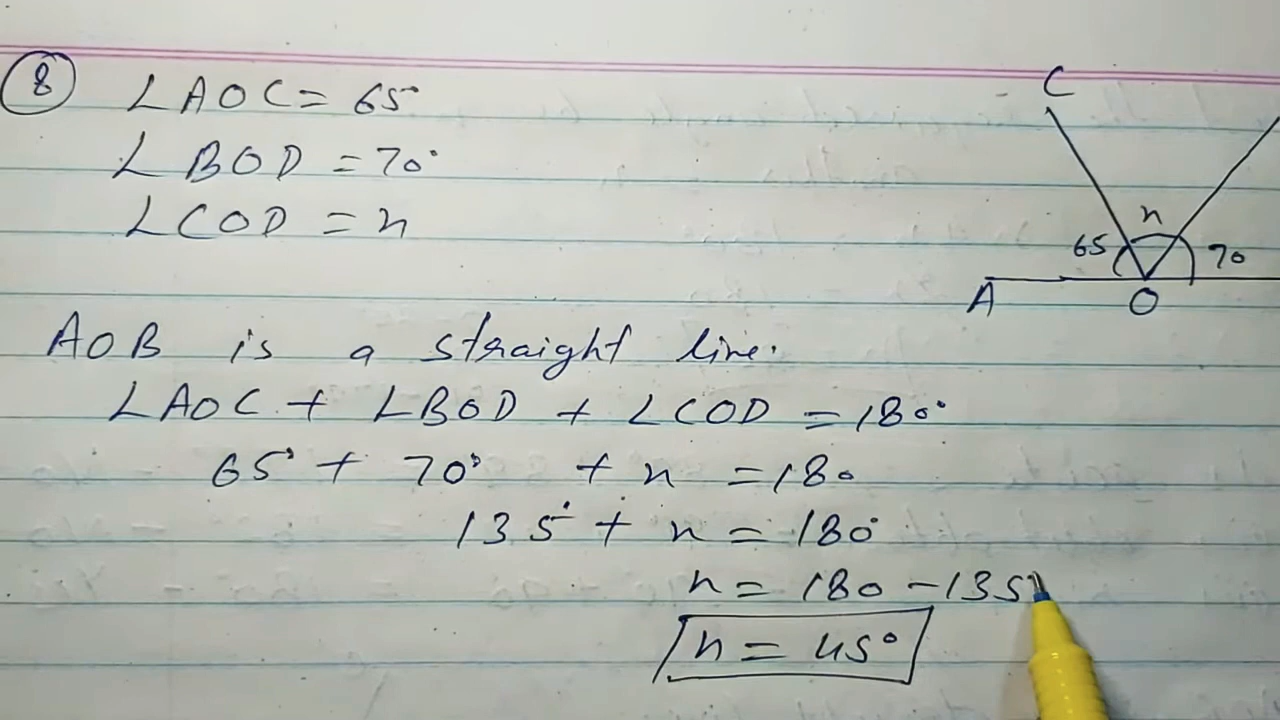 8
∠AOC = 65°
∠BOD = 70°
∠COD = n
C
n
65
70
A
O
AOB is a straight line.
∠AOC + ∠BOD + ∠COD = 180°
65° + 70° + n = 180
135° + n = 180°
n = 180 - 135
n = 45°